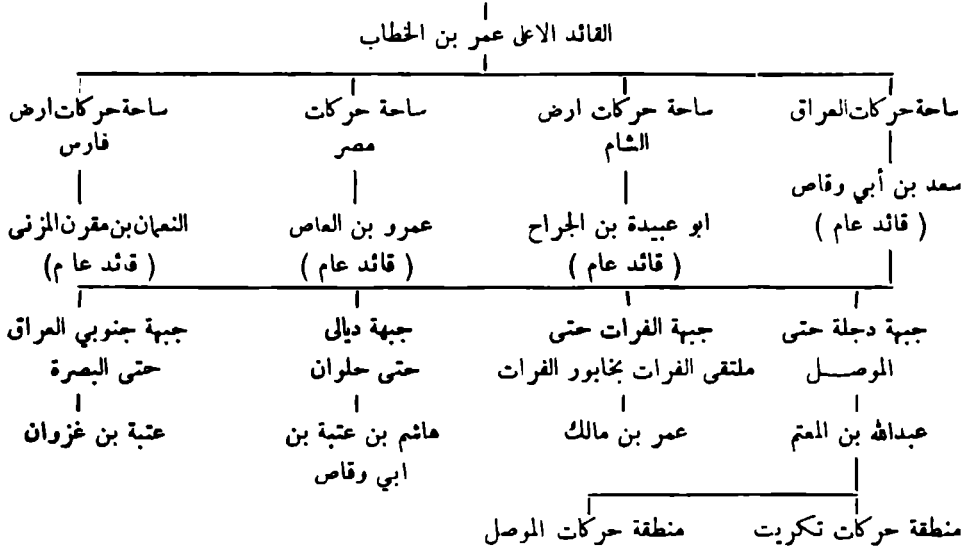 القائد الاعلى عمر بن الخطاب
ساحة حركات العراق
سعد بن أبي وقاص
( قائد عام )
ساحة حركات ارض
الشام
ابو عبيدة بن الجراح
( قائد عام )
ساحة حركات
مصر
عمرو بن العاص
( قائد عام )
ساحة حركات ارض
فارس
النعمان بن مقرن المزني
( قائد عام )
جبهة دجلة حتى
الموصــل
عبدالله بن المعتم
جبهة الفرات حتى
ملتقى الفرات بخابور الفرات
عمر بن مالك
جبهة ديالى
حتى حلوان
هاشم بن عتبة بن
ابي وقاص
جبهة جنوبي العراق
حتى البصرة
عتبة بن غزوان
منطقة حركات تكريت
منطقة حركات الموصل